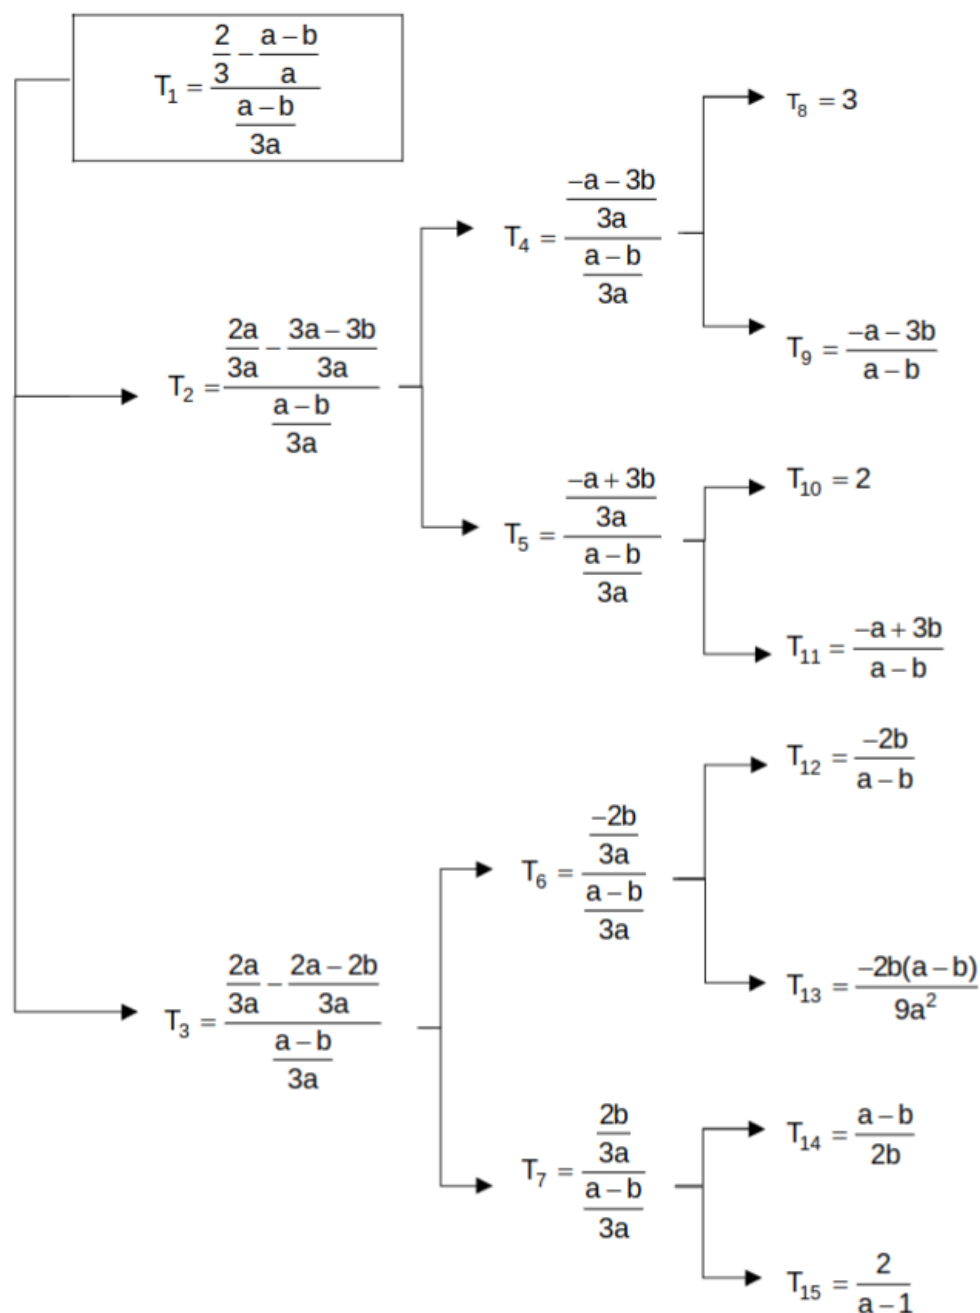 T₁ = (2/3 − (a − b)/a) / ((a − b)/3a)
T₂ = (2a/3a − (3a − 3b)/3a) / ((a − b)/3a)
T₃ = (2a/3a − (2a − 2b)/3a) / ((a − b)/3a)
T₄ = ((−a − 3b)/3a) / ((a − b)/3a)
T₅ = ((−a + 3b)/3a) / ((a − b)/3a)
T₆ = (−2b/3a) / ((a − b)/3a)
T₇ = (2b/3a) / ((a − b)/3a)
T₈ = 3
T₉ = (−a − 3b)/(a − b)
T₁₀ = 2
T₁₁ = (−a + 3b)/(a − b)
T₁₂ = −2b/(a − b)
T₁₃ = −2b(a − b)/9a²
T₁₄ = (a − b)/2b
T₁₅ = 2/(a − 1)